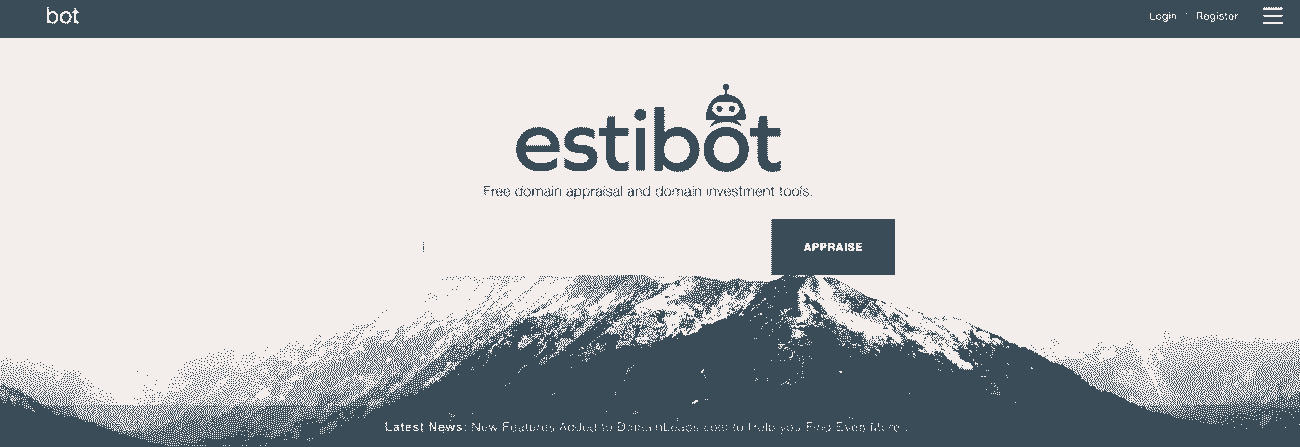 bot
Login
Register
estibot
Free domain appraisal and domain investment tools.
APPRAISE
Latest News: New Features Added to DomainLeads.com to Help you Find Even More